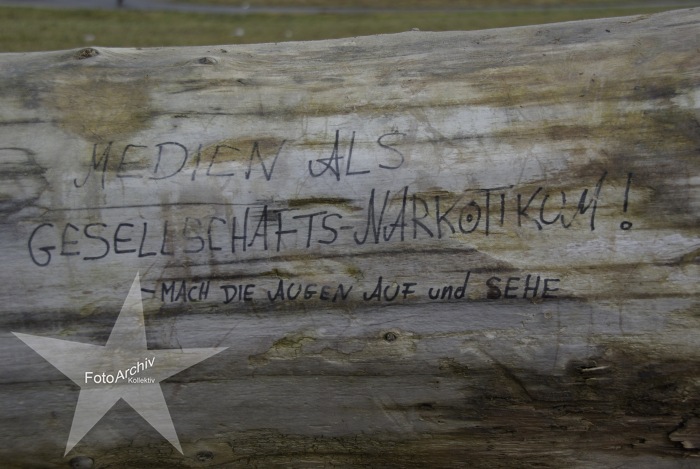 MEDIEN ALS
GESELLSCHAFTS-NARKOTIKUM!
-MACH DIE AUGEN AUF und SEHE
FotoArchiv
Kollektiv